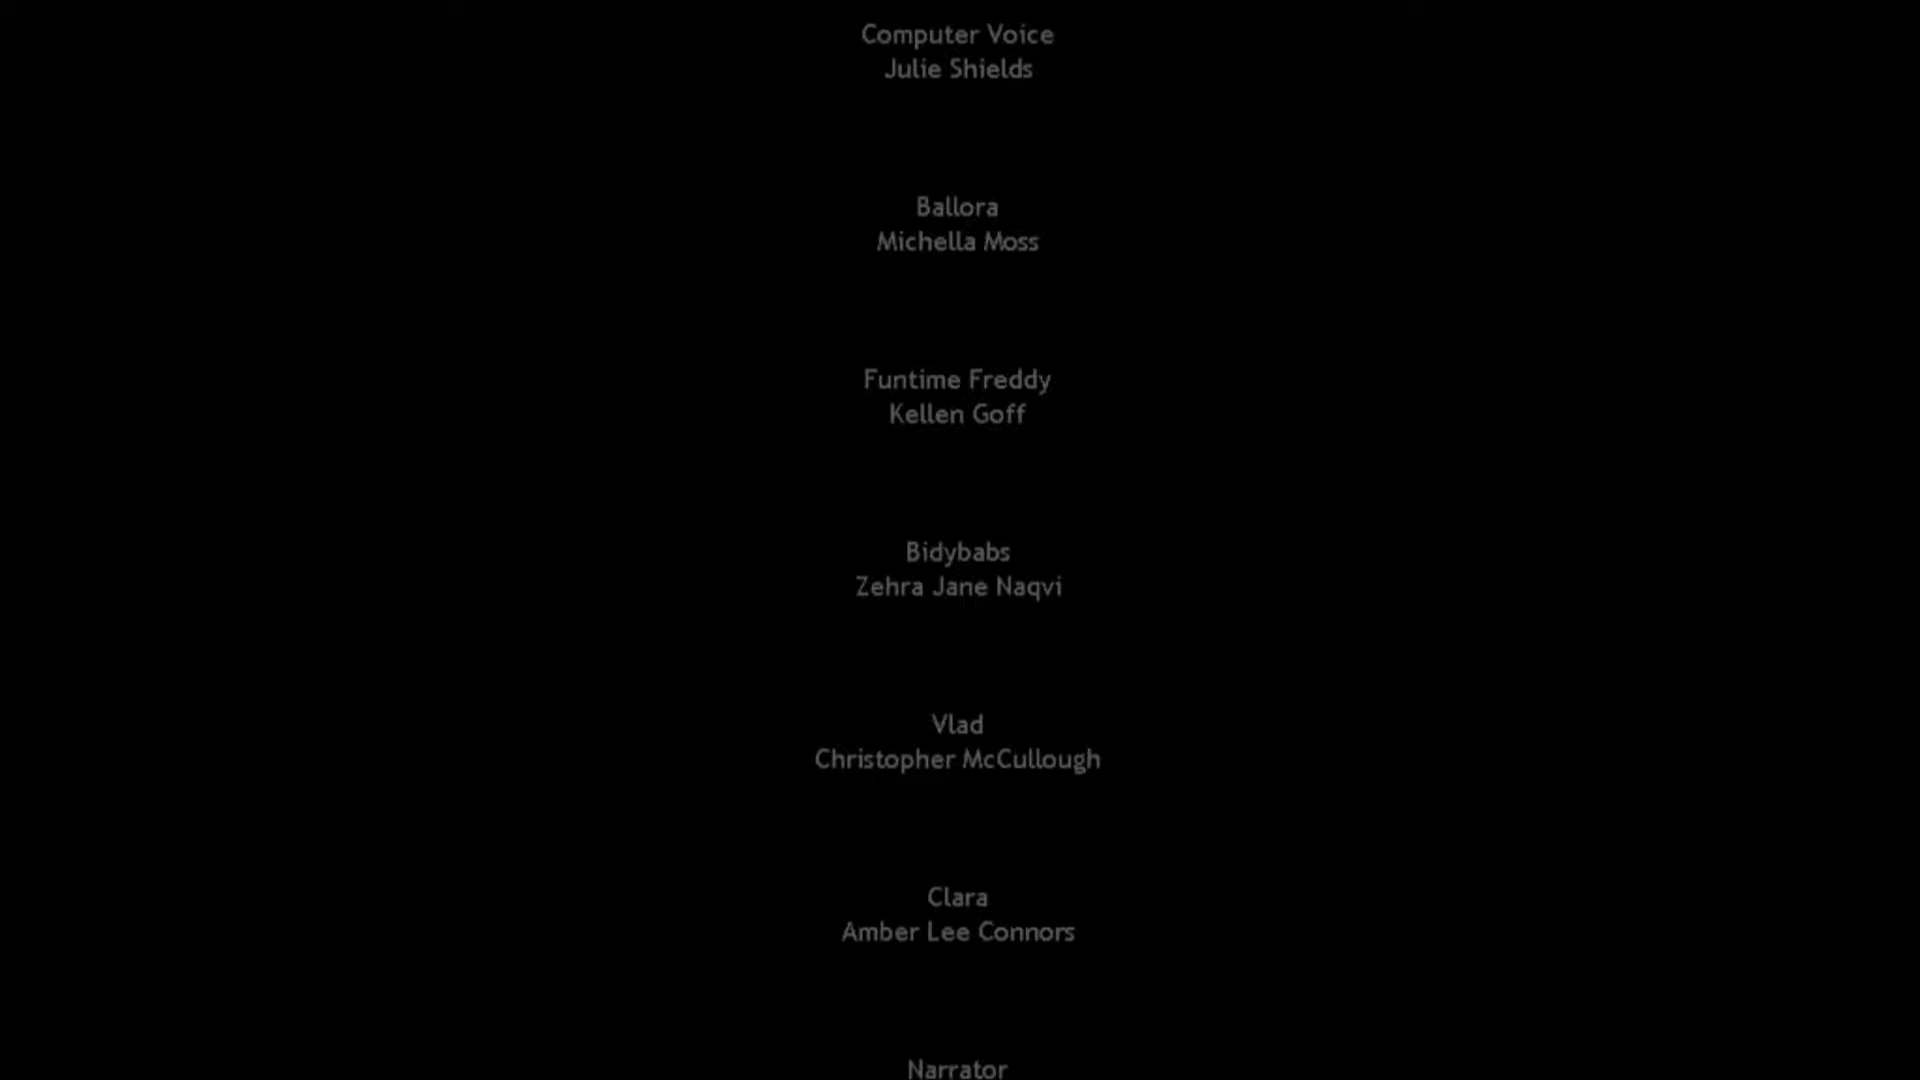 Computer Voice
Julie Shields
Ballora
Michella Moss
Funtime Freddy
Kellen Goff
Bidybabs
Zehra Jane Naqvi
Vlad
Christopher McCullough
Clara
Amber Lee Connors
Narrator